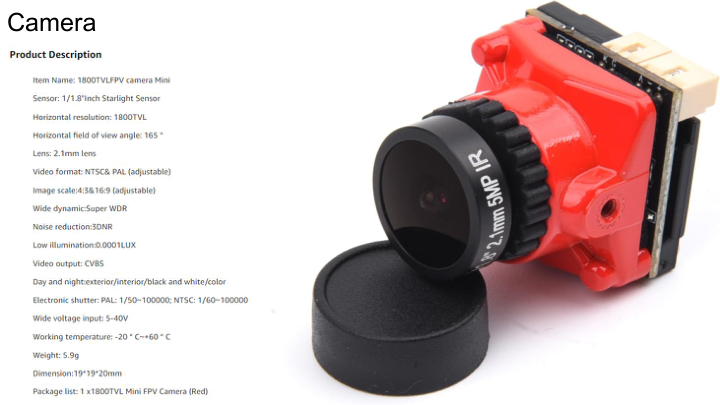 Camera
Product Description
Item Name: 1800TVLFPV camera Mini
Sensor: 1/1.8"Inch Starlight Sensor
Horizontal resolution: 1800TVL
Horizontal field of view angle: 165 °
Lens: 2.1mm lens
Video format: NTSC& PAL (adjustable)
Image scale:4:3&16:9 (adjustable)
Wide dynamic:Super WDR
Noise reduction:3DNR
Low illumination:0.0001LUX
Video output: CVBS
Day and night:exterior/interior/black and white/color
Electronic shutter: PAL: 1/50~100000; NTSC: 1/60~100000
Wide voltage input: 5-40V
Working temperature: -20 ° C~+60 ° C
Weight: 5.9g
Dimension:19*19*20mm
Package list: 1 x1800TVL Mini FPV Camera (Red)
2.1mm 5MP IR